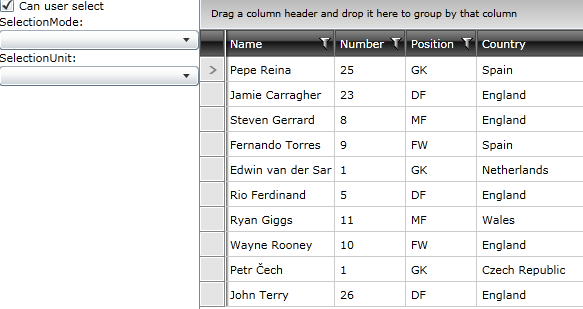 Can user select
SelectionMode:
SelectionUnit:
Drag a column header and drop it here to group by that column
Name Number Position Country
Pepe Reina 25 GK Spain
Jamie Carragher 23 DF England
Steven Gerrard 8 MF England
Fernando Torres 9 FW Spain
Edwin van der Sar 1 GK Netherlands
Rio Ferdinand 5 DF England
Ryan Giggs 11 MF Wales
Wayne Rooney 10 FW England
Petr Čech 1 GK Czech Republic
John Terry 26 DF England